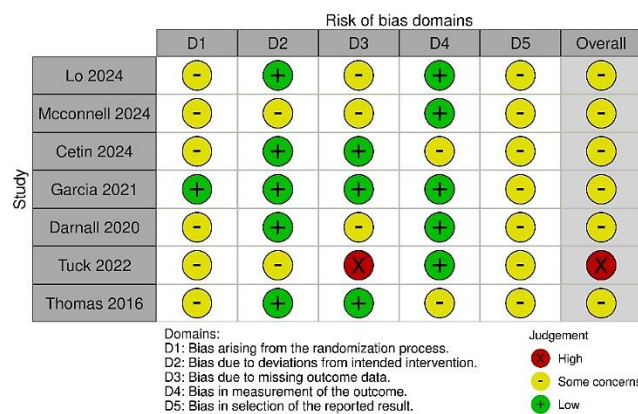 Risk of bias domains
D1 D2 D3 D4 D5 Overall
Study
Lo 2024 - + - + - -
Mcconnell 2024 - - - + - -
Cetin 2024 - + + - - -
Garcia 2021 + + + + - -
Darnall 2020 - + - + - -
Tuck 2022 - - X + - X
Thomas 2016 - + + - - -
Domains:
D1: Bias arising from the randomization process.
D2: Bias due to deviations from intended intervention.
D3: Bias due to missing outcome data.
D4: Bias in measurement of the outcome.
D5: Bias in selection of the reported result.
Judgement
X High
- Some concerns
+ Low